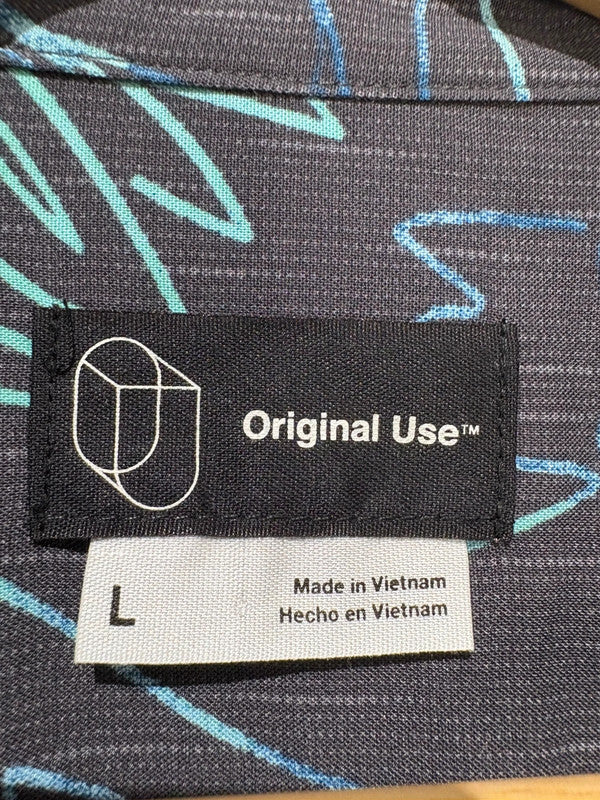 Original Use™
L
Made in Vietnam
Hecho en Vietnam